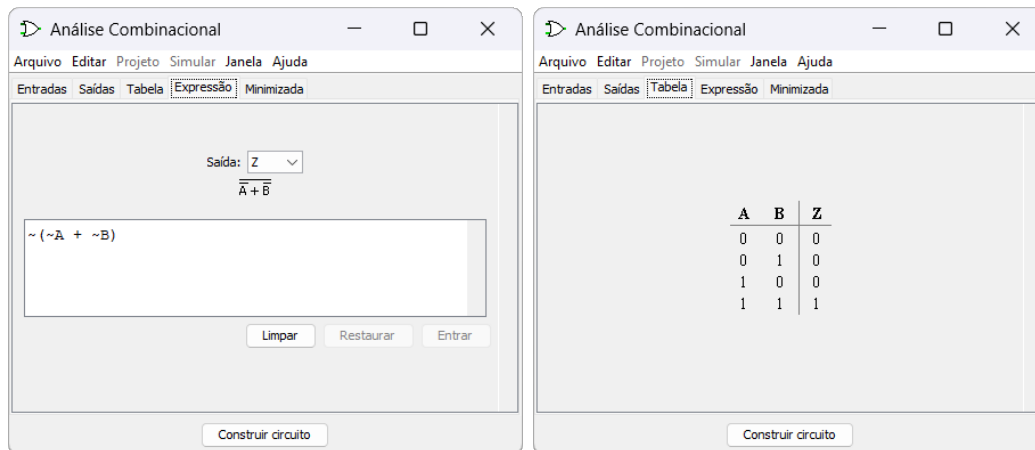 Análise Combinacional
Arquivo Editar Projeto Simular Janela Ajuda
Entradas Saídas Tabela Expressão Minimizada
Saída: Z
A + B
~(~A + ~B)
Limpar Restaurar Entrar
Construir circuito
Análise Combinacional
Arquivo Editar Projeto Simular Janela Ajuda
Entradas Saídas Tabela Expressão Minimizada
A B Z
0 0 0
0 1 0
1 0 0
1 1 1
Construir circuito